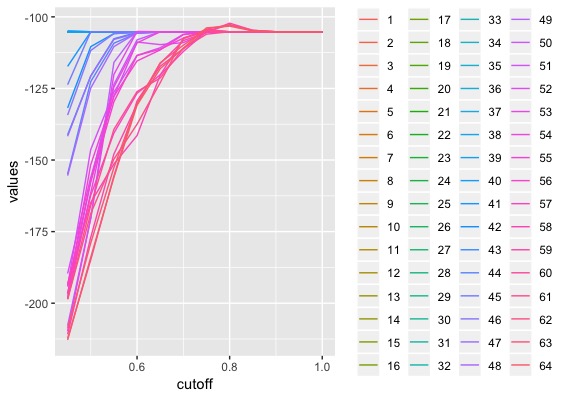 -100
-125
-150
-175
-200
values
0.6
0.8
1.0
cutoff
1 17 33 49
2 18 34 50
3 19 35 51
4 20 36 52
5 21 37 53
6 22 38 54
7 23 39 55
8 24 40 56
9 25 41 57
10 26 42 58
11 27 43 59
12 28 44 60
13 29 45 61
14 30 46 62
15 31 47 63
16 32 48 64